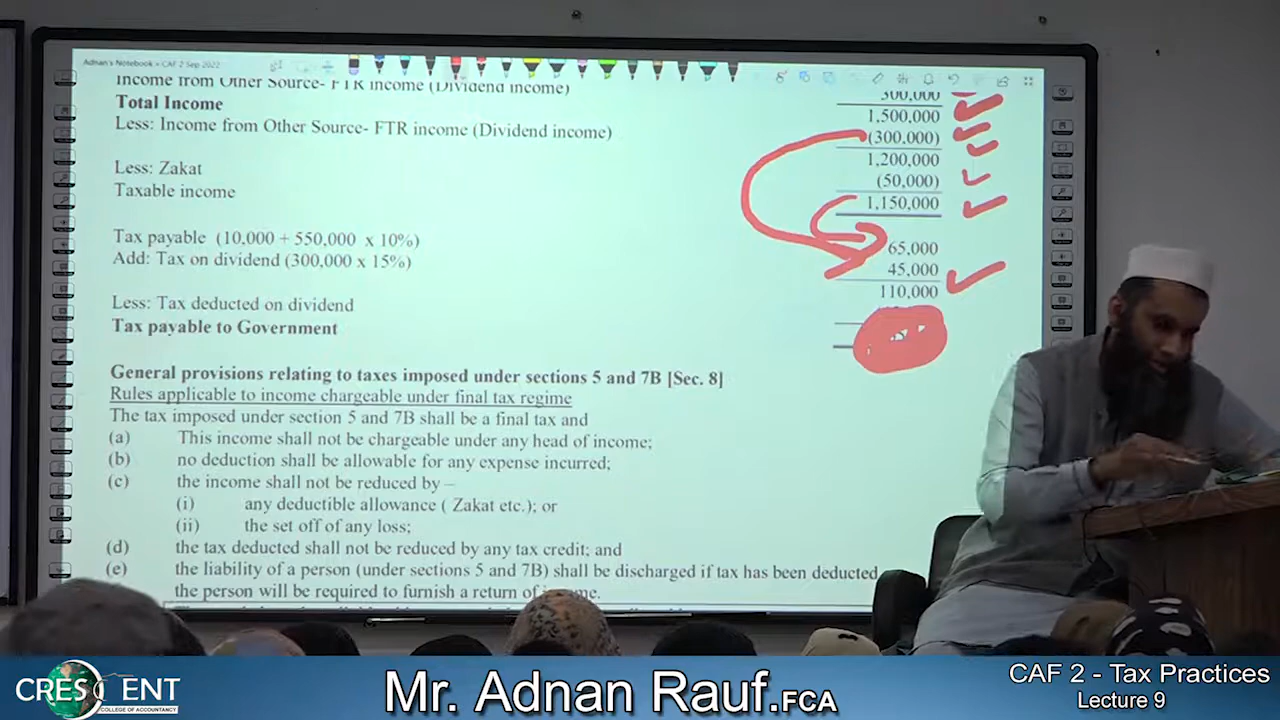 Adnan's Notebook » CAF 2 Sep 2022
Income from Other Source- FTR income (Dividend income) 300,000
Total Income 1,500,000
Less: Income from Other Source- FTR income (Dividend income) (300,000)
1,200,000
Less: Zakat (50,000)
Taxable income 1,150,000
Tax payable (10,000 + 550,000 x 10%) 65,000
Add: Tax on dividend (300,000 x 15%) 45,000
110,000
Less: Tax deducted on dividend
Tax payable to Government
General provisions relating to taxes imposed under sections 5 and 7B [Sec. 8]
Rules applicable to income chargeable under final tax regime
The tax imposed under section 5 and 7B shall be a final tax and
(a) This income shall not be chargeable under any head of income;
(b) no deduction shall be allowable for any expense incurred;
(c) the income shall not be reduced by –
(i) any deductible allowance ( Zakat etc.); or
(ii) the set off of any loss;
(d) the tax deducted shall not be reduced by any tax credit; and
(e) the liability of a person (under sections 5 and 7B) shall be discharged if tax has been deducted
the person will be required to furnish a return of
CRESCENT
COLLEGE OF ACCOUNTANCY
Mr. Adnan Rauf.FCA
CAF 2 - Tax Practices
Lecture 9